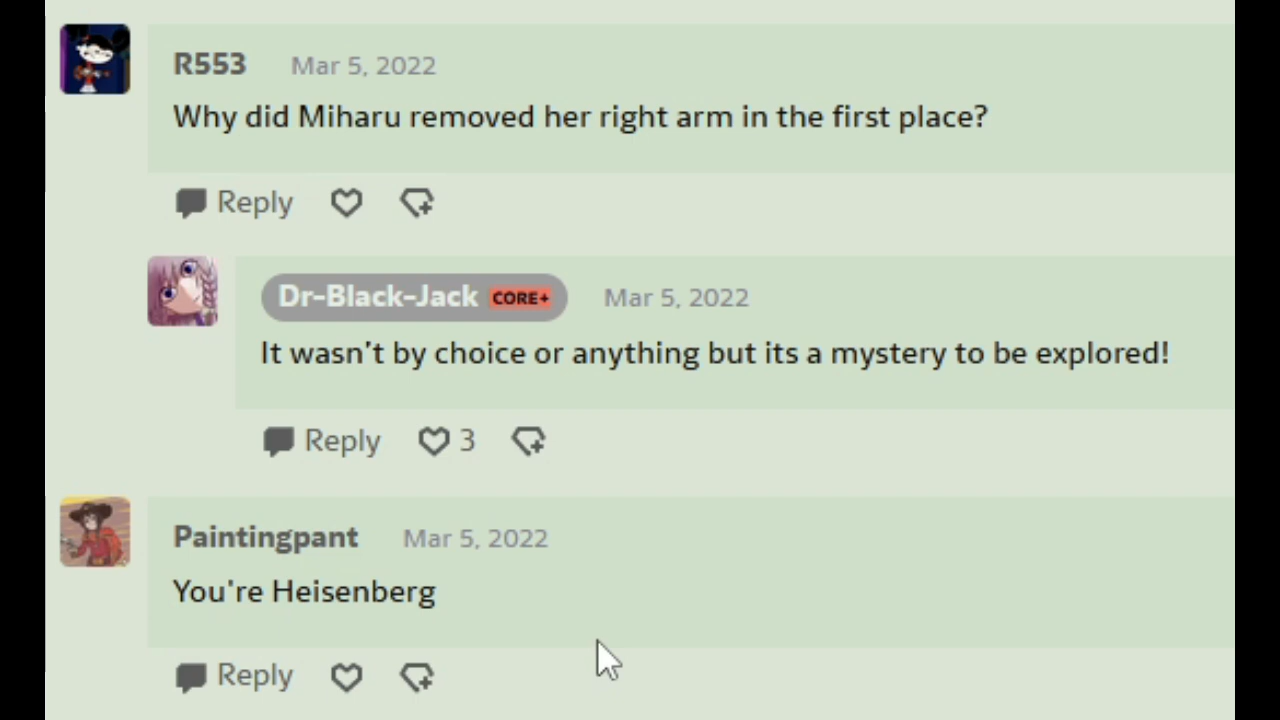 R553 Mar 5, 2022
Why did Miharu removed her right arm in the first place?
Reply
Dr-Black-Jack CORE+ Mar 5, 2022
It wasn't by choice or anything but its a mystery to be explored!
Reply 3
Paintingpant Mar 5, 2022
You're Heisenberg
Reply